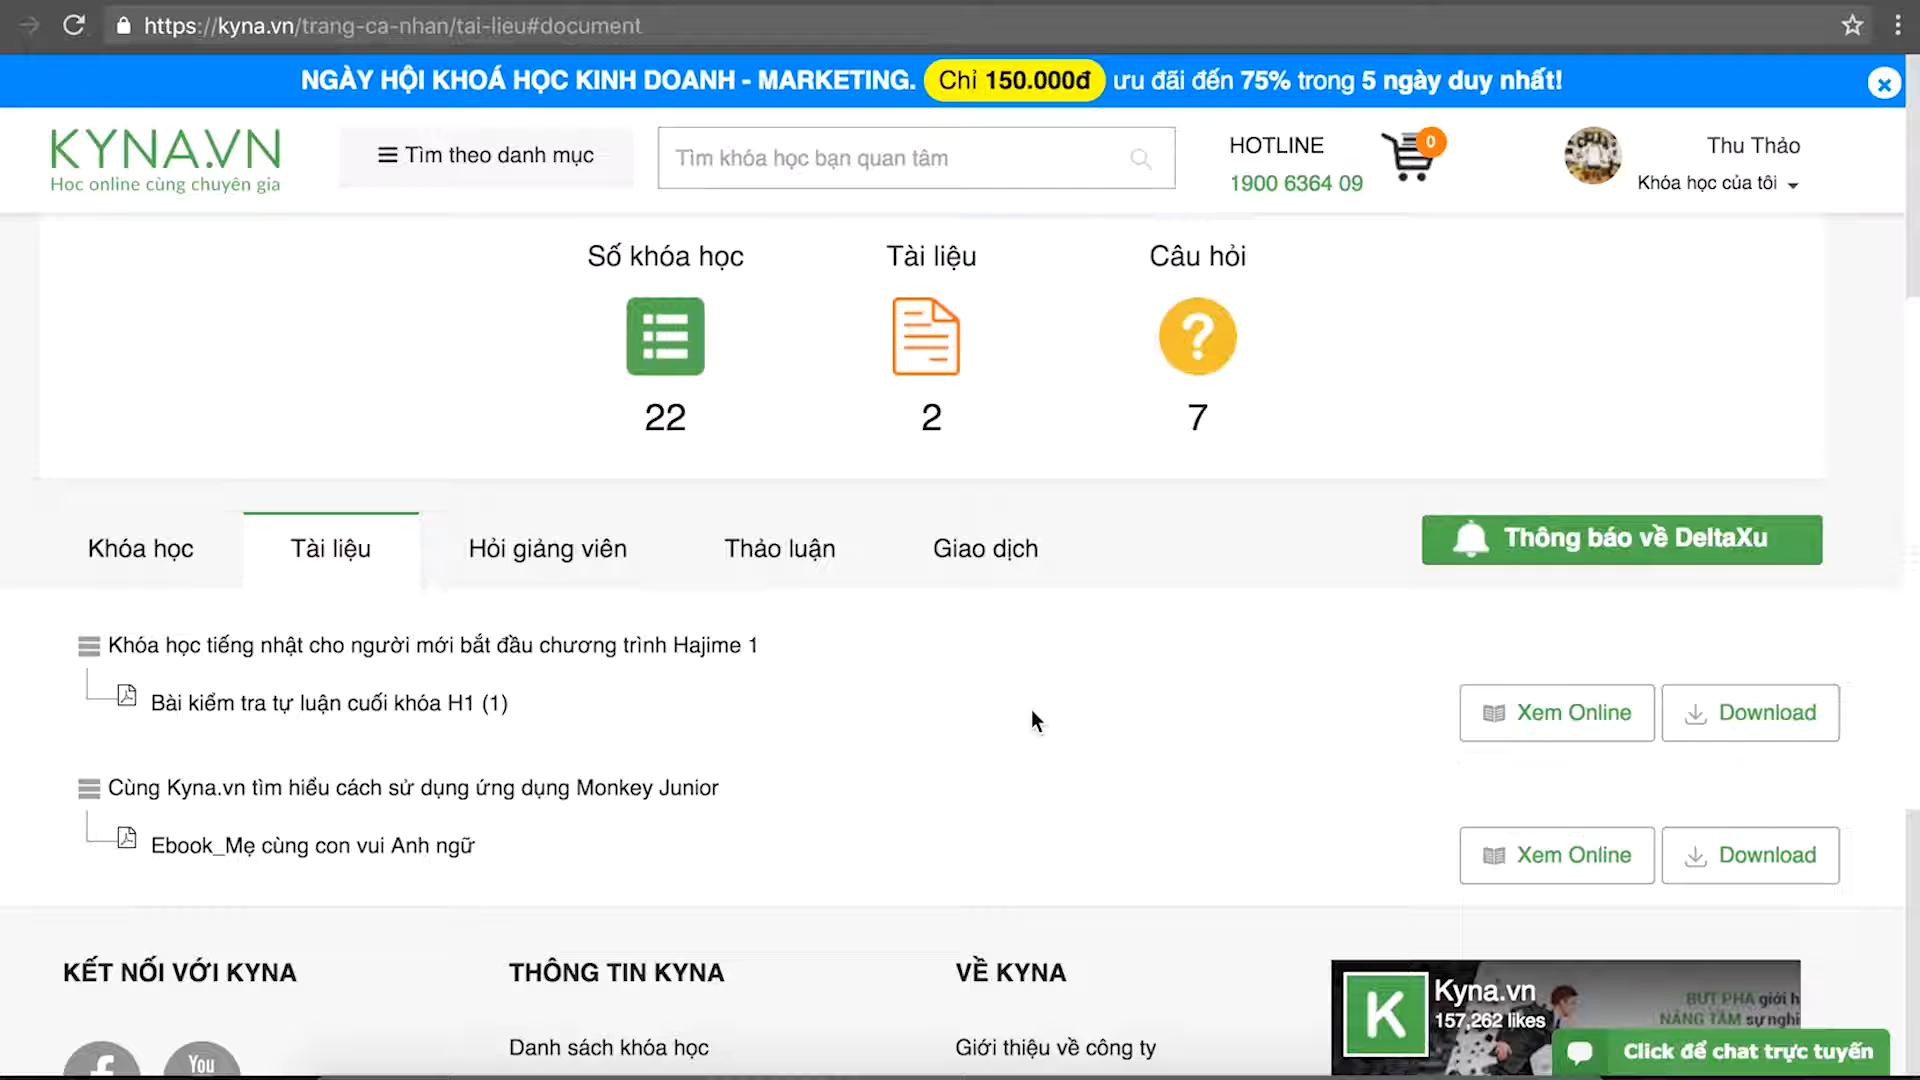 https://kyna.vn/trang-ca-nhan/tai-lieu#document
NGÀY HỘI KHOÁ HỌC KINH DOANH - MARKETING. Chỉ 150.000đ ưu đãi đến 75% trong 5 ngày duy nhất!
KYNA.VN
Học online cùng chuyên gia
Tìm theo danh mục
Tìm khóa học bạn quan tâm
HOTLINE
1900 6364 09
0
Thu Thảo
Khóa học của tôi
Số khóa học
Tài liệu
Câu hỏi
22
2
7
Khóa học
Tài liệu
Hỏi giảng viên
Thảo luận
Giao dịch
Thông báo về DeltaXu
Khóa học tiếng nhật cho người mới bắt đầu chương trình Hajime 1
Bài kiểm tra tự luận cuối khóa H1 (1)
Xem Online
Download
Cùng Kyna.vn tìm hiểu cách sử dụng ứng dụng Monkey Junior
Ebook_Mẹ cùng con vui Anh ngữ
Xem Online
Download
KẾT NỐI VỚI KYNA
THÔNG TIN KYNA
VỀ KYNA
Danh sách khóa học
Giới thiệu về công ty
You
K
Kyna.vn
157,262 likes
BỨT PHÁ giới h
NÂNG TẦM sự nghi
Click để chat trực tuyến